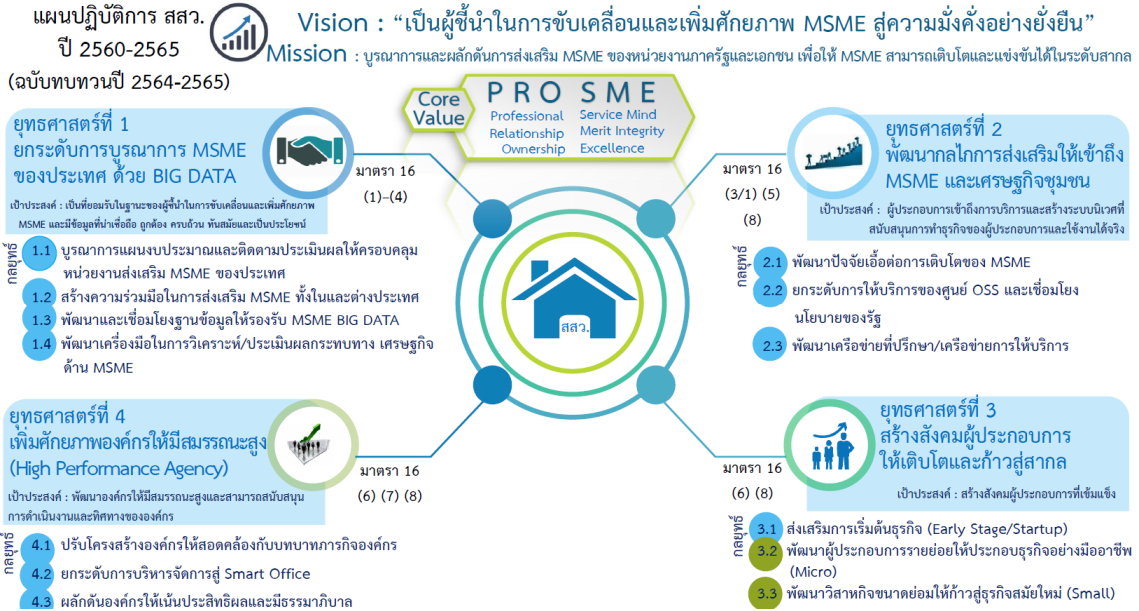 แผนปฏิบัติการ สสว.
ปี 2560-2565
(ฉบับทบทวนปี 2564-2565)
Vision : “เป็นผู้ชี้นำในการขับเคลื่อนและเพิ่มศักยภาพ MSME สู่ความมั่งคั่งอย่างยั่งยืน”
Mission : บูรณาการและผลักดันการส่งเสริม MSME ของหน่วยงานภาครัฐและเอกชน เพื่อให้ MSME สามารถเติบโตและแข่งขันได้ในระดับสากล
Core
Value
PRO SME
Professional Service Mind
Relationship Merit Integrity
Ownership Excellence
ยุทธศาสตร์ที่ 1
ยกระดับการบูรณาการ MSME
ของประเทศ ด้วย BIG DATA
เป้าประสงค์ : เป็นที่ยอมรับในฐานะของผู้ชี้นำในการขับเคลื่อนและเพิ่มศักยภาพ
MSME และมีข้อมูลที่น่าเชื่อถือ ถูกต้อง ครบถ้วน ทันสมัยและเป็นประโยชน์
มาตรา 16
(1)–(4)
กลยุทธ์
1.1 บูรณาการแผนงบประมาณและติดตามประเมินผลให้ครอบคลุม
หน่วยงานส่งเสริม MSME ของประเทศ
1.2 สร้างความร่วมมือในการส่งเสริม MSME ทั้งในและต่างประเทศ
1.3 พัฒนาและเชื่อมโยงฐานข้อมูลให้รองรับ MSME BIG DATA
1.4 พัฒนาเครื่องมือในการวิเคราะห์/ประเมินผลกระทบทาง เศรษฐกิจ
ด้าน MSME
ยุทธศาสตร์ที่ 2
พัฒนากลไกการส่งเสริมให้เข้าถึง
MSME และเศรษฐกิจชุมชน
เป้าประสงค์ : ผู้ประกอบการเข้าถึงการบริการและสร้างระบบนิเวศที่
สนับสนุนการทำธุรกิจของผู้ประกอบการและใช้งานได้จริง
มาตรา 16
(3/1) (5)
(8)
กลยุทธ์
2.1 พัฒนาปัจจัยเอื้อต่อการเติบโตของ MSME
2.2 ยกระดับการให้บริการของศูนย์ OSS และเชื่อมโยง
นโยบายของรัฐ
2.3 พัฒนาเครือข่ายที่ปรึกษา/เครือข่ายการให้บริการ
สสว.
ยุทธศาสตร์ที่ 4
เพิ่มศักยภาพองค์กรให้มีสมรรถนะสูง
(High Performance Agency)
เป้าประสงค์ : พัฒนาองค์กรให้มีสมรรถนะสูงและสามารถสนับสนุน
การดำเนินงานและทิศทางขององค์กร
มาตรา 16
(6) (7) (8)
กลยุทธ์
4.1 ปรับโครงสร้างองค์กรให้สอดคล้องกับบทบาทภารกิจองค์กร
4.2 ยกระดับการบริหารจัดการสู่ Smart Office
4.3 ผลักดันองค์กรให้เน้นประสิทธิผลและมีธรรมาภิบาล
ยุทธศาสตร์ที่ 3
สร้างสังคมผู้ประกอบการ
ให้เติบโตและก้าวสู่สากล
เป้าประสงค์ : สร้างสังคมผู้ประกอบการที่เข้มแข็ง
มาตรา 16
(6) (8)
กลยุทธ์
3.1 ส่งเสริมการเริ่มต้นธุรกิจ (Early Stage/Startup)
3.2 พัฒนาผู้ประกอบการรายย่อยให้ประกอบธุรกิจอย่างมืออาชีพ
(Micro)
3.3 พัฒนาวิสาหกิจขนาดย่อมให้ก้าวสู่ธุรกิจสมัยใหม่ (Small)